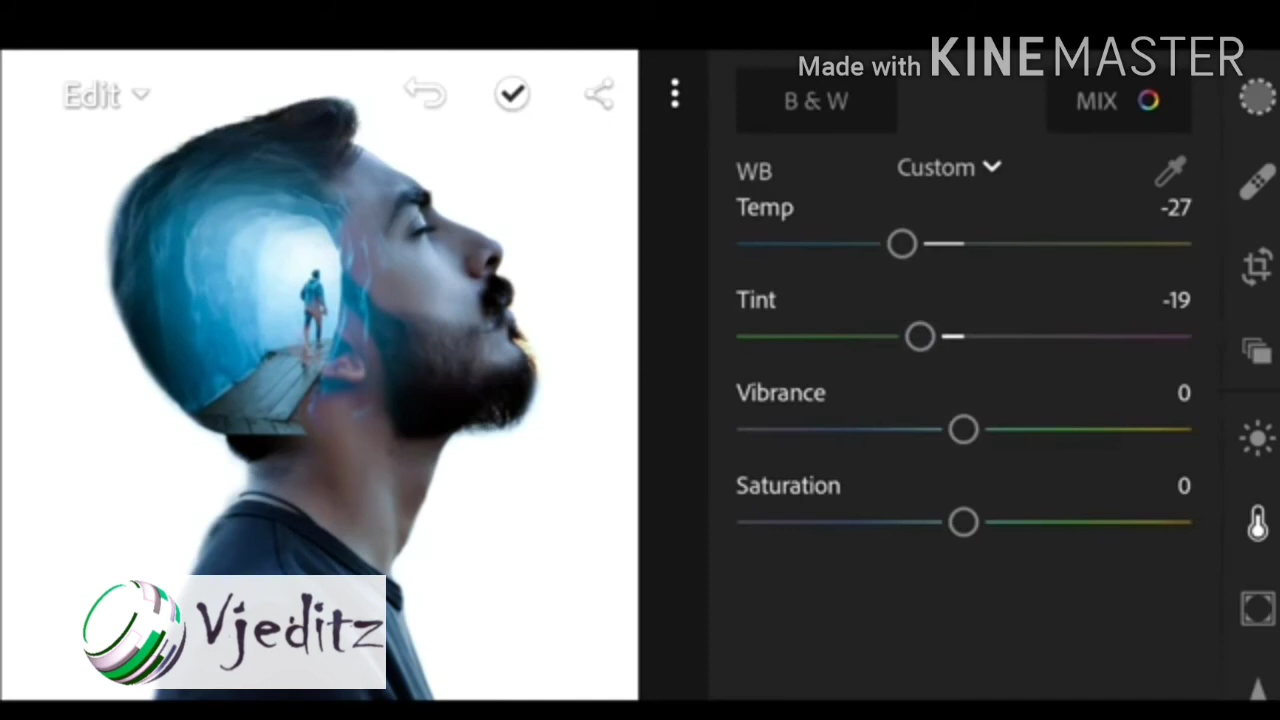 Made with KINEMASTER
Edit
B & W
MIX
WB
Custom
Temp
-27
Tint
-19
Vibrance
0
Saturation
0
Vjeditz